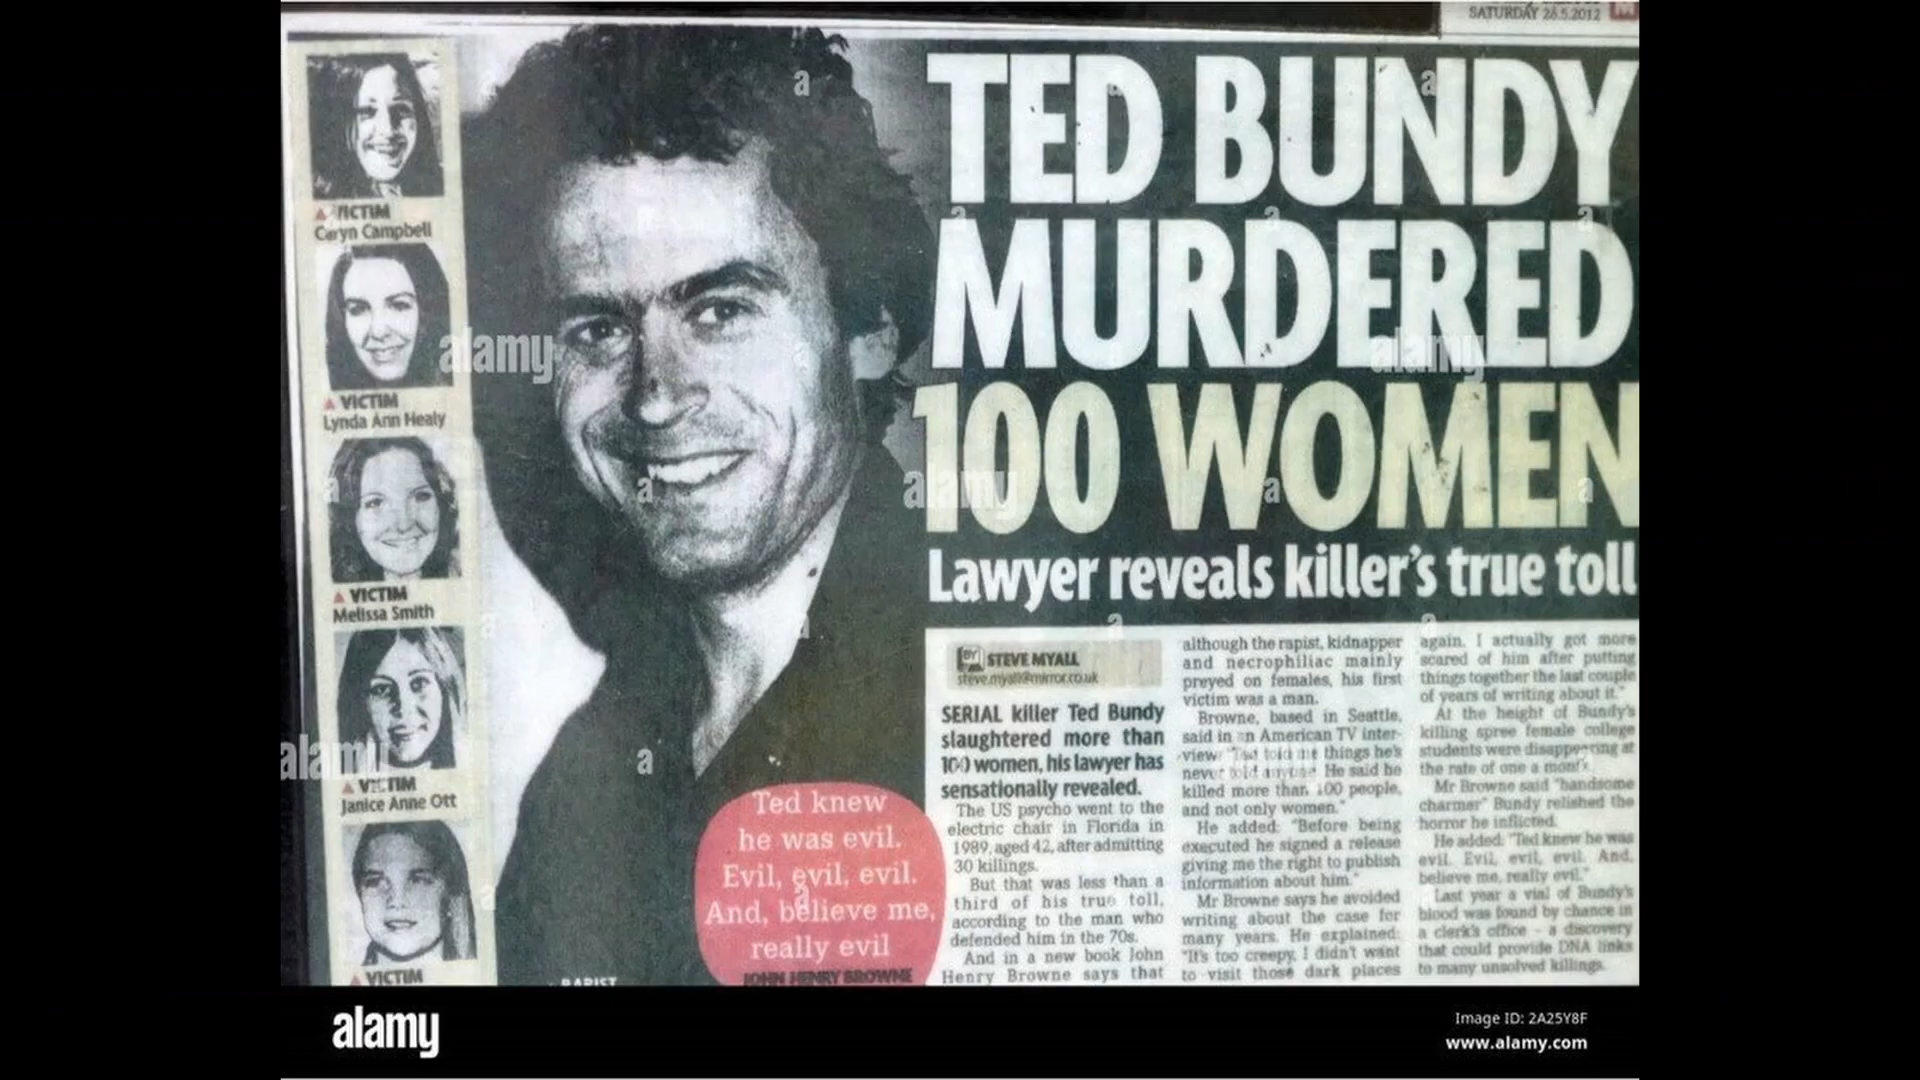 SATURDAY 26.5.2012
VICTIM
Caryn Campbell
VICTIM
Lynda Ann Healy
VICTIM
Melissa Smith
VICTIM
Janice Anne Ott
VICTIM
TED BUNDY
MURDERED
100 WOMEN
Lawyer reveals killer's true toll
Ted knew
he was evil.
Evil, evil, evil.
And, believe me,
really evil
JOHN HENRY BROWNE
RAPIST
BY STEVE MYALL
steve.myall@mirror.co.uk
SERIAL killer Ted Bundy
slaughtered more than
100 women, his lawyer has
sensationally revealed.
The US psycho went to the
electric chair in Florida in
1989, aged 42, after admitting
30 killings.
But that was less than a
third of his true toll,
according to the man who
defended him in the 70s.
And in a new book John
Henry Browne says that
although the rapist, kidnapper
and necrophiliac mainly
preyed on females, his first
victim was a man.
Browne, based in Seattle,
said in an American TV inter-
view: "Ted told me things he's
never told anyone. He said he
killed more than 100 people,
and not only women."
He added: "Before being
executed he signed a release
giving me the right to publish
information about him."
Mr Browne says he avoided
writing about the case for
many years. He explained:
"It's too creepy, I didn't want
to visit those dark places
again. I actually got more
scared of him after putting
things together the last couple
of years of writing about it."
At the height of Bundy's
killing spree female college
students were disappearing at
the rate of one a month.
Mr Browne said "handsome
charmer" Bundy relished the
horror he inflicted.
He added: "Ted knew he was
evil. Evil, evil, evil. And,
believe me, really evil."
Last year a vial of Bundy's
blood was found by chance in
a clerk's office – a discovery
that could provide DNA links
to many unsolved killings.
alamy
alamy
alamy
alamy
alamy
Image ID: 2A25Y8F
www.alamy.com